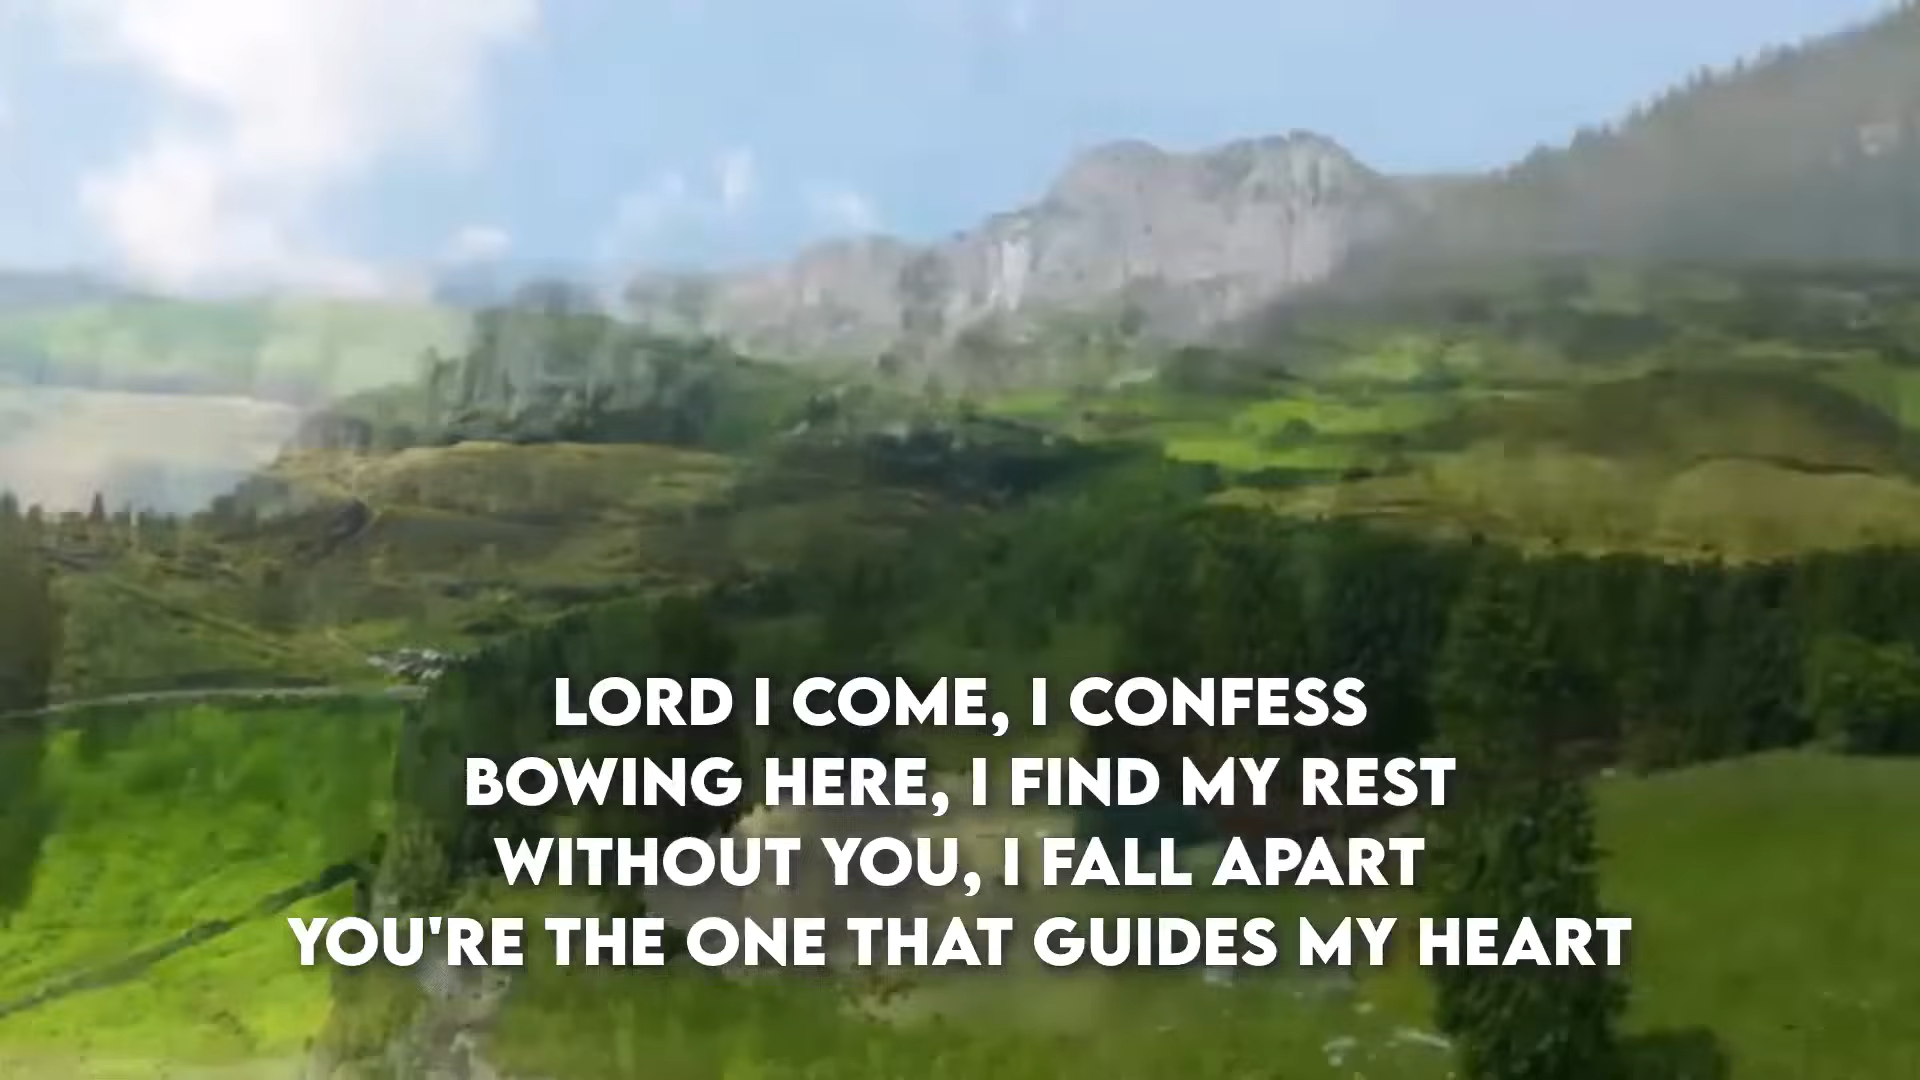 LORD I COME, I CONFESS
BOWING HERE, I FIND MY REST
WITHOUT YOU, I FALL APART
YOU'RE THE ONE THAT GUIDES MY HEART